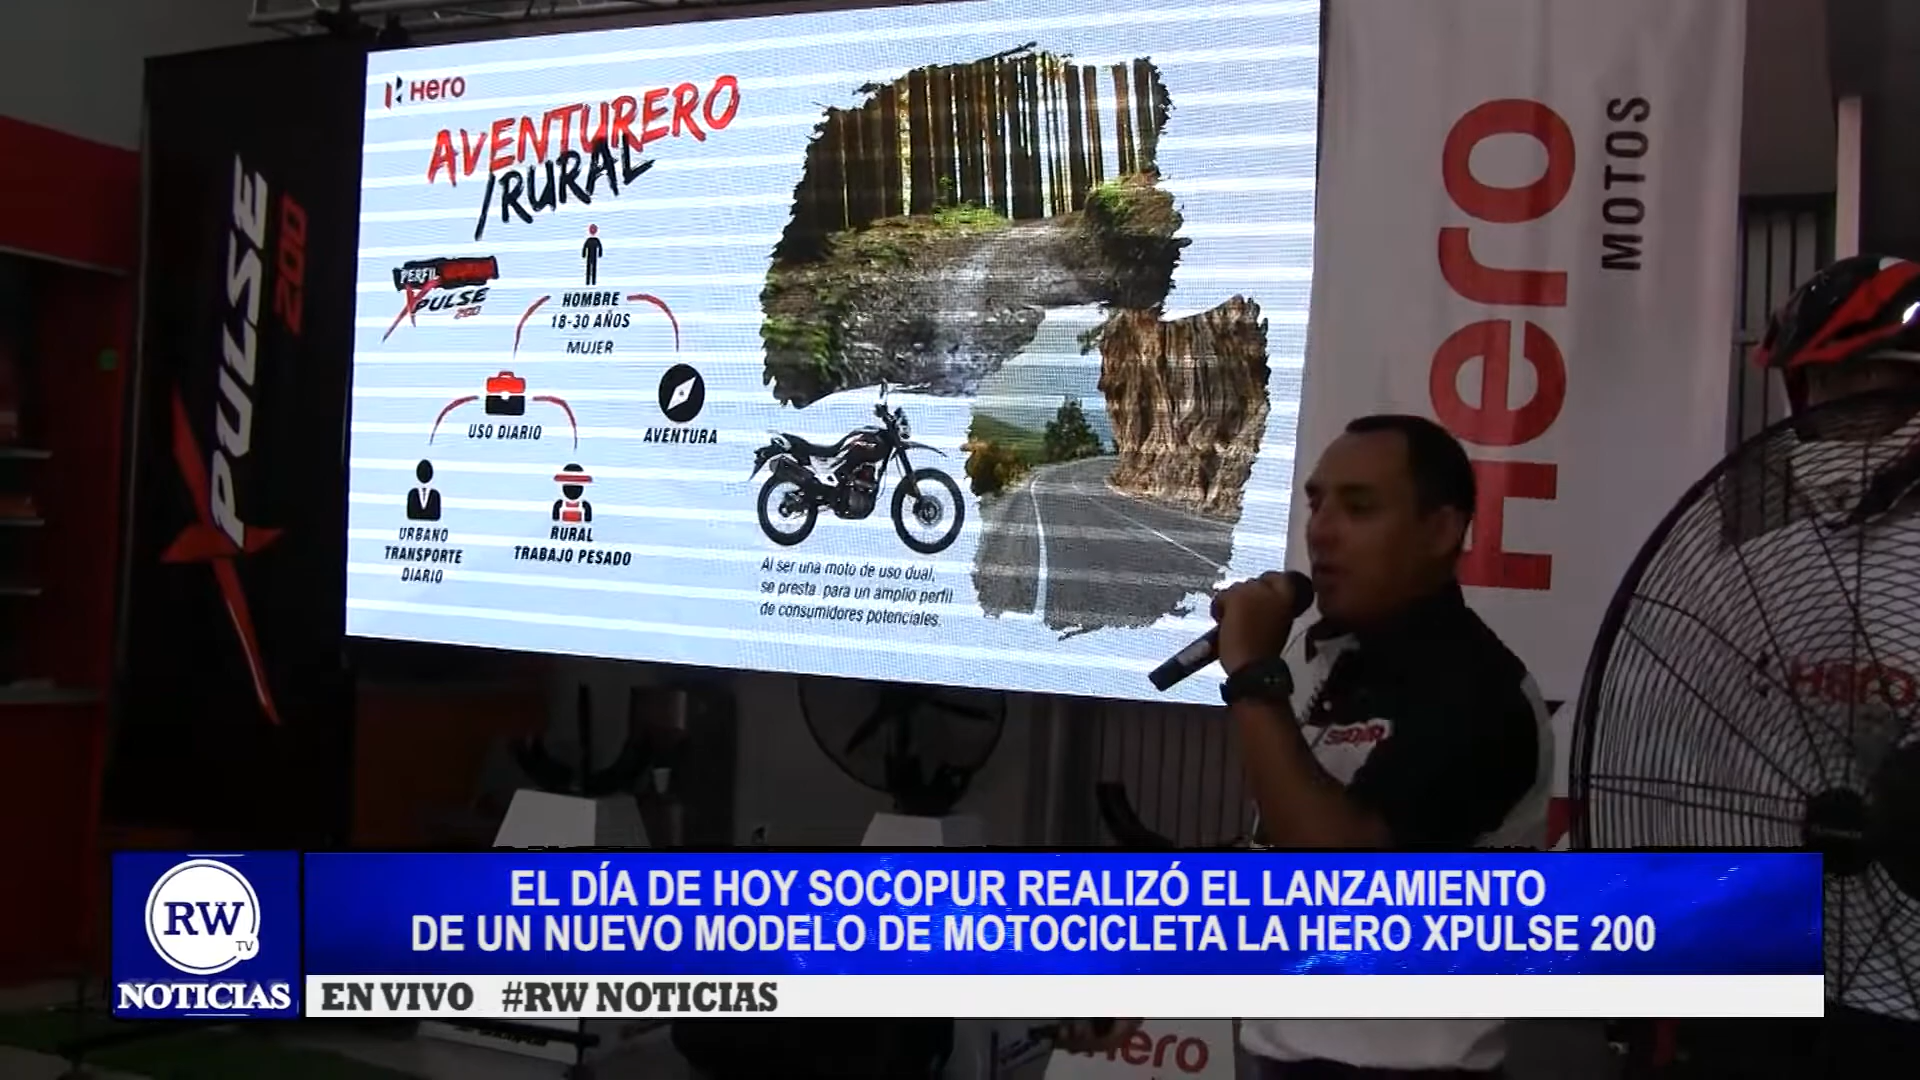 Hero
AVENTURERO
/RURAL
PERFIL
XPULSE
200
HOMBRE
18-30 AÑOS
MUJER
USO DIARIO
AVENTURA
URBANO
TRANSPORTE
DIARIO
RURAL
TRABAJO PESADO
Al ser una moto de uso dual,
se presta para un amplio perfil
de consumidores potenciales.
XPULSE
200
Hero
MOTOS
Hero
EL DÍA DE HOY SOCOPUR REALIZÓ EL LANZAMIENTO
DE UN NUEVO MODELO DE MOTOCICLETA LA HERO XPULSE 200
RW
TV
NOTICIAS
EN VIVO #RW NOTICIAS
Hero